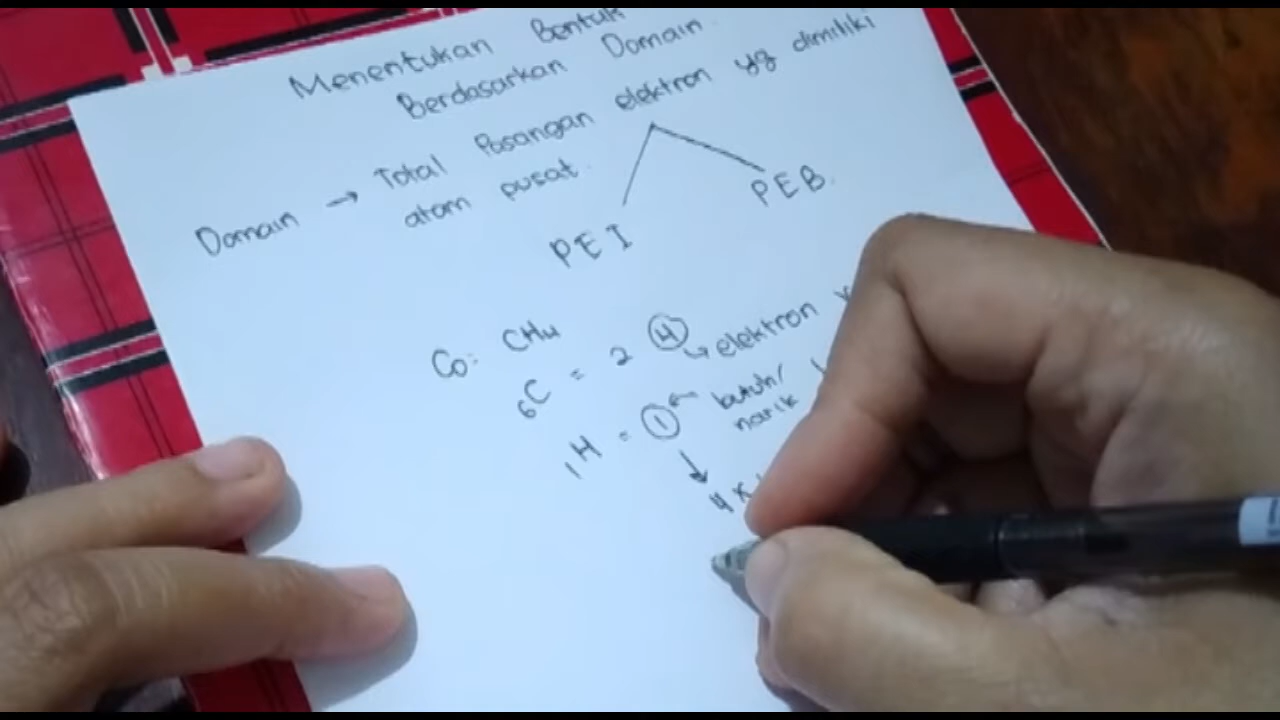 Menentukan Bentuk
Berdasarkan Domain
Domain → Total Pasangan elektron yg dimiliki
atom pusat.
PEI
PEB.
Co: CH4
6C = 2 ④ ↳ elektron
1H = ① ← butuh/
narik
↓
4 x